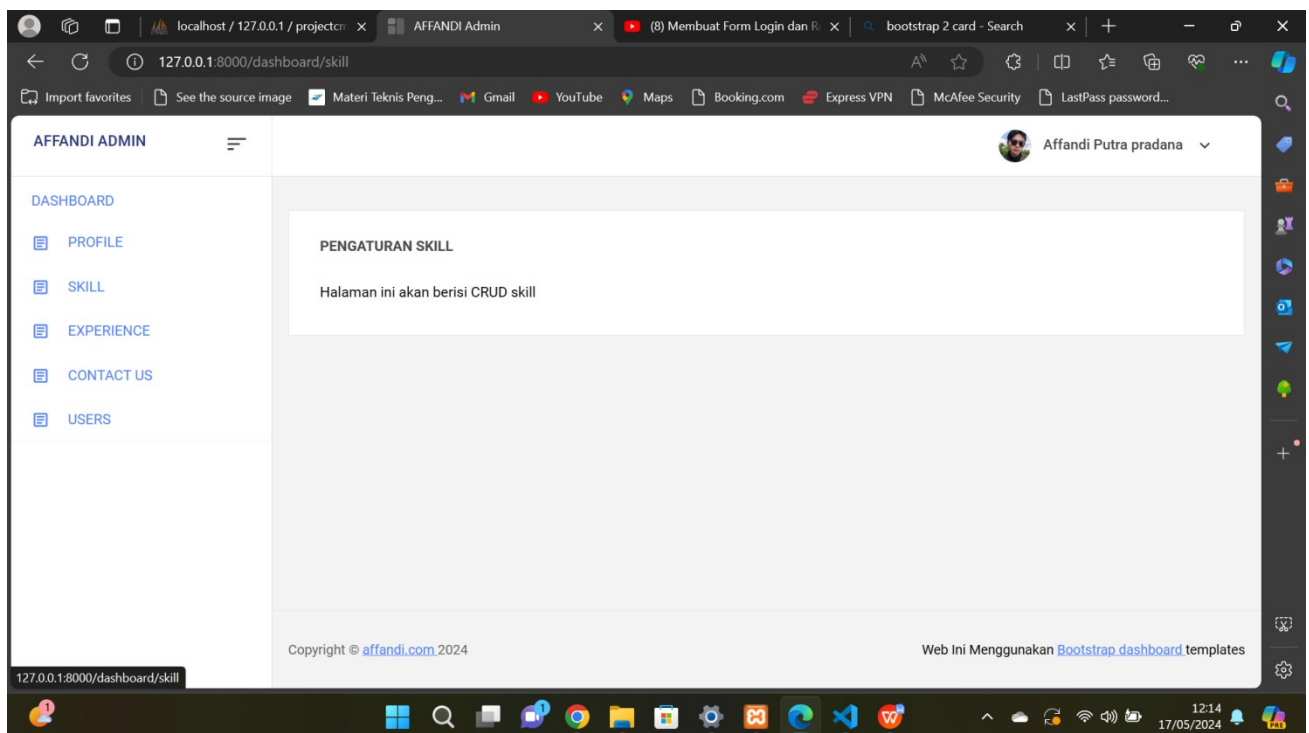 localhost / 127.0.0.1 / projectcm
AFFANDI Admin
(8) Membuat Form Login dan R
bootstrap 2 card - Search
127.0.0.1:8000/dashboard/skill
Import favorites
See the source image
Materi Teknis Peng...
Gmail
YouTube
Maps
Booking.com
Express VPN
McAfee Security
LastPass password...
AFFANDI ADMIN
Affandi Putra pradana
DASHBOARD
PROFILE
SKILL
EXPERIENCE
CONTACT US
USERS
PENGATURAN SKILL
Halaman ini akan berisi CRUD skill
Copyright © affandi.com 2024
Web Ini Menggunakan Bootstrap dashboard templates
127.0.0.1:8000/dashboard/skill
12:14
17/05/2024